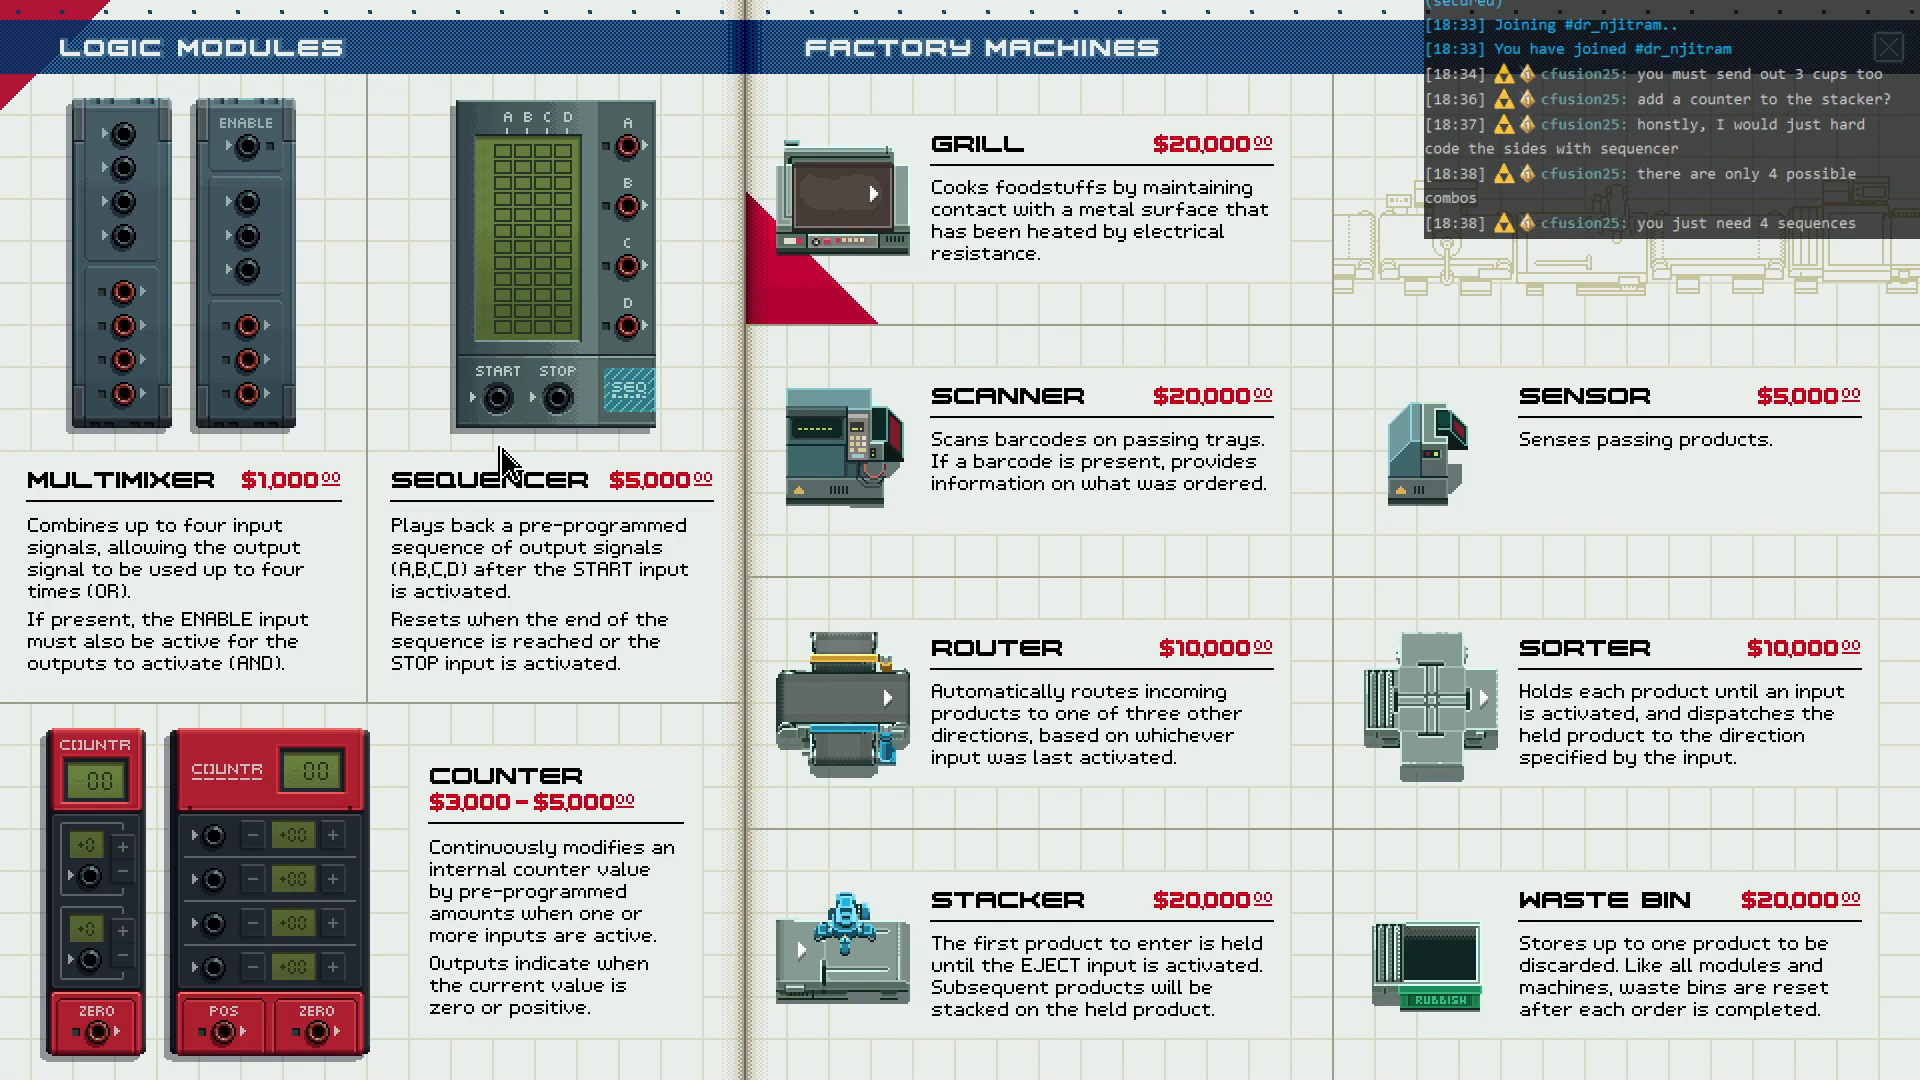 LOGIC MODULES
ENABLE
A B C D
A
B
C
D
START STOP
SEQ
MULTIMIXER $1,000.00
Combines up to four input
signals, allowing the output
signal to be used up to four
times (OR).
If present, the ENABLE input
must also be active for the
outputs to activate (AND).
SEQUENCER $5,000.00
Plays back a pre-programmed
sequence of output signals
(A,B,C,D) after the START input
is activated.
Resets when the end of the
sequence is reached or the
STOP input is activated.
COUNTR
00
+0
+
-
+0
+
-
ZERO
COUNTR
00
- +00 +
- +00 +
- +00 +
- +00 +
POS ZERO
COUNTER
$3,000 - $5,000.00
Continuously modifies an
internal counter value
by pre-programmed
amounts when one or
more inputs are active.
Outputs indicate when
the current value is
zero or positive.
FACTORY MACHINES
GRILL $20,000.00
Cooks foodstuffs by maintaining
contact with a metal surface that
has been heated by electrical
resistance.
SCANNER $20,000.00
Scans barcodes on passing trays.
If a barcode is present, provides
information on what was ordered.
SENSOR $5,000.00
Senses passing products.
ROUTER $10,000.00
Automatically routes incoming
products to one of three other
directions, based on whichever
input was last activated.
SORTER $10,000.00
Holds each product until an input
is activated, and dispatches the
held product to the direction
specified by the input.
STACKER $20,000.00
The first product to enter is held
until the EJECT input is activated.
Subsequent products will be
stacked on the held product.
RUBBISH
WASTE BIN $20,000.00
Stores up to one product to be
discarded. Like all modules and
machines, waste bins are reset
after each order is completed.
(secured)
[18:33] Joining #dr_njitram..
[18:33] You have joined #dr_njitram
[18:34] cfusion25: you must send out 3 cups too
[18:36] cfusion25: add a counter to the stacker?
[18:37] cfusion25: honstly, I would just hard
code the sides with sequencer
[18:38] cfusion25: there are only 4 possible
combos
[18:38] cfusion25: you just need 4 sequences